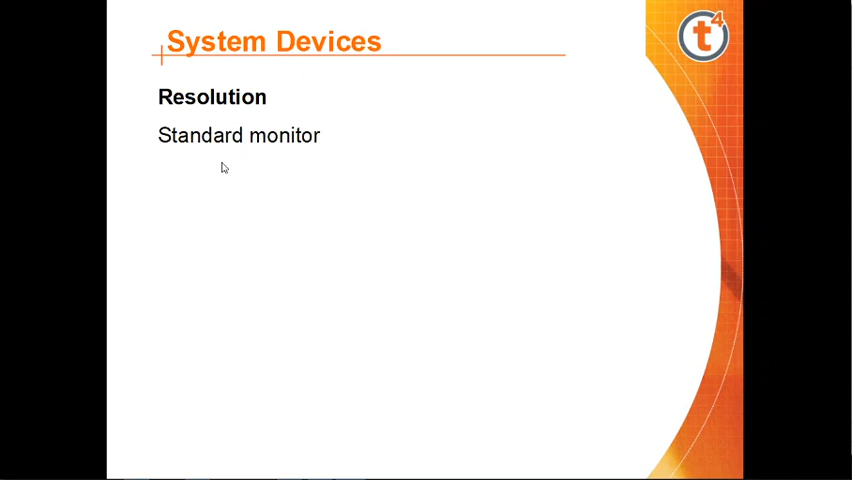 System Devices
t4
Resolution
Standard monitor